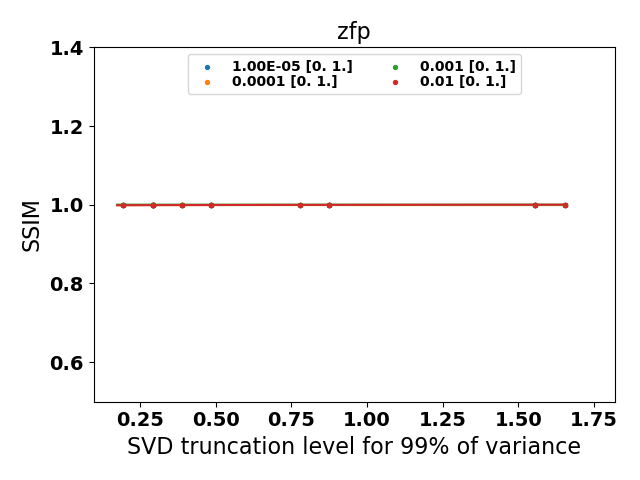 zfp
1.00E-05 [0. 1.]
0.0001 [0. 1.]
0.001 [0. 1.]
0.01 [0. 1.]
SSIM
1.4
1.2
1.0
0.8
0.6
0.25 0.50 0.75 1.00 1.25 1.50 1.75
SVD truncation level for 99% of variance